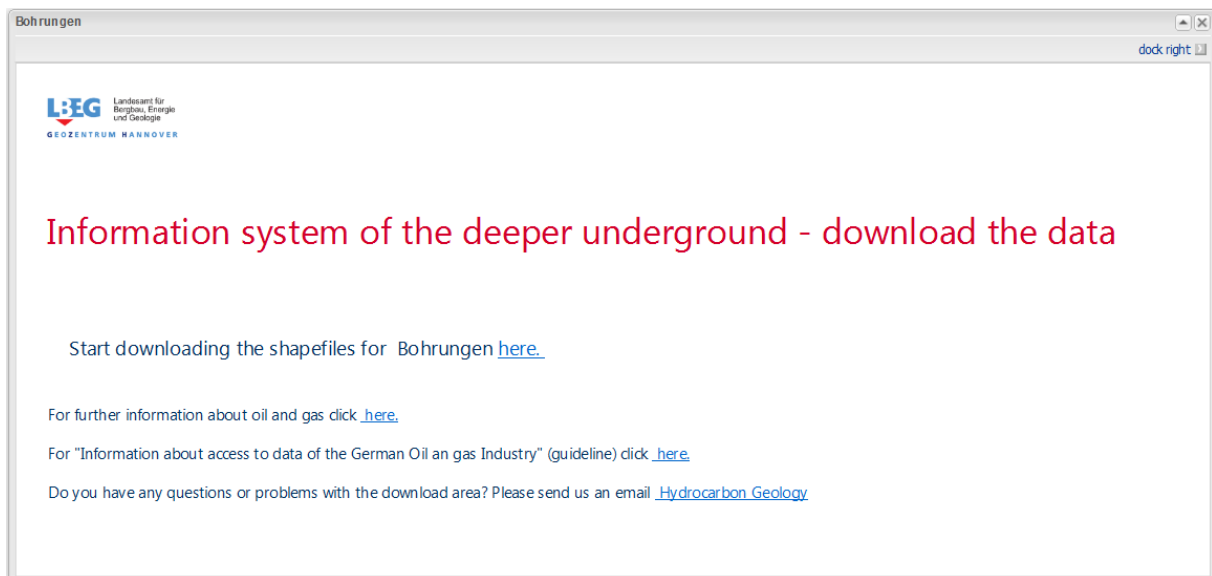 Bohrungen
dock right
LBEG Landesamt für
Bergbau, Energie
und Geologie
GEOZENTRUM HANNOVER
Information system of the deeper underground - download the data
Start downloading the shapefiles for Bohrungen here.
For further information about oil and gas click here.
For "Information about access to data of the German Oil an gas Industry" (guideline) click here.
Do you have any questions or problems with the download area? Please send us an email Hydrocarbon Geology